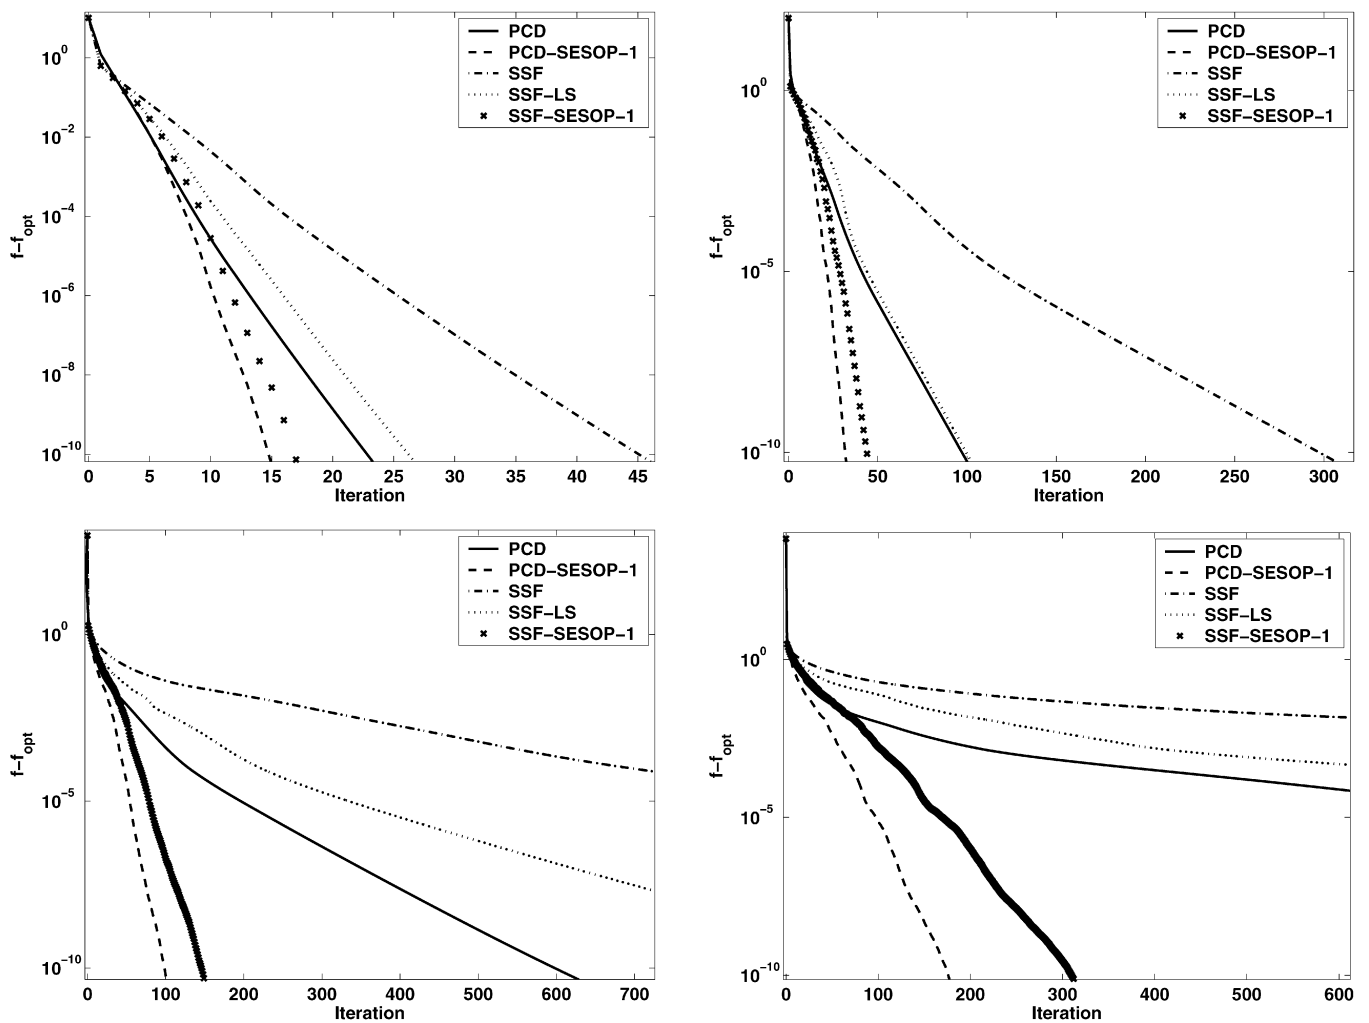 PCD
PCD-SESOP-1
SSF
SSF-LS
SSF-SESOP-1
10^0
10^-2
10^-4
10^-6
10^-8
10^-10
f-f_opt
0 5 10 15 20 25 30 35 40 45
Iteration
PCD
PCD-SESOP-1
SSF
SSF-LS
SSF-SESOP-1
10^0
10^-5
10^-10
f-f_opt
0 50 100 150 200 250 300
Iteration
PCD
PCD-SESOP-1
SSF
SSF-LS
SSF-SESOP-1
10^0
10^-5
10^-10
f-f_opt
0 100 200 300 400 500 600 700
Iteration
PCD
PCD-SESOP-1
SSF
SSF-LS
SSF-SESOP-1
10^0
10^-5
10^-10
f-f_opt
0 100 200 300 400 500 600
Iteration